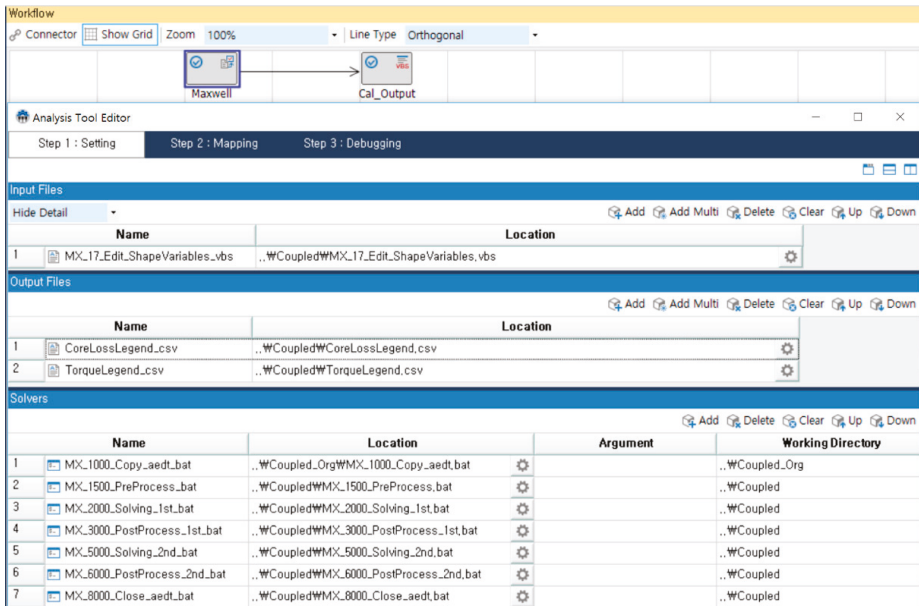 Workflow
Connector Show Grid Zoom 100% Line Type Orthogonal
VBS
Maxwell Cal_Output
Analysis Tool Editor
Step 1 : Setting Step 2 : Mapping Step 3 : Debugging
Input Files
Hide Detail Add Add Multi Delete Clear Up Down
Name Location
1 MX_17_Edit_ShapeVariables_vbs ..₩Coupled₩MX_17_Edit_ShapeVariables.vbs
Output Files
Add Add Multi Delete Clear Up Down
Name Location
1 CoreLossLegend_csv ..₩Coupled₩CoreLossLegend.csv
2 TorqueLegend_csv ..₩Coupled₩TorqueLegend.csv
Solvers
Add Delete Clear Up Down
Name Location Argument Working Directory
1 MX_1000_Copy_aedt_bat ..₩Coupled_Org₩MX_1000_Copy_aedt.bat ..₩Coupled_Org
2 MX_1500_PreProcess_bat ..₩Coupled₩MX_1500_PreProcess.bat ..₩Coupled
3 MX_2000_Solving_1st_bat ..₩Coupled₩MX_2000_Solving_1st.bat ..₩Coupled
4 MX_3000_PostProcess_1st_bat ..₩Coupled₩MX_3000_PostProcess_1st.bat ..₩Coupled
5 MX_5000_Solving_2nd_bat ..₩Coupled₩MX_5000_Solving_2nd.bat ..₩Coupled
6 MX_6000_PostProcess_2nd_bat ..₩Coupled₩MX_6000_PostProcess_2nd.bat ..₩Coupled
7 MX_8000_Close_aedt_bat ..₩Coupled₩MX_8000_Close_aedt.bat ..₩Coupled